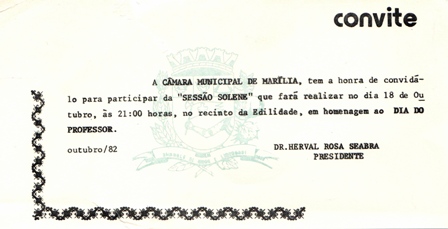 convite
A CÂMARA MUNICIPAL DE MARÍLIA, tem a honra de convidá-
lo para participar da "SESSÃO SOLENE" que fará realizar no dia 18 de Ou
tubro, às 21:00 horas, no recinto da Edilidade, em homenagem ao DIA DO
PROFESSOR.
outubro/82
DR.HERVAL ROSA SEABRA
PRESIDENTE